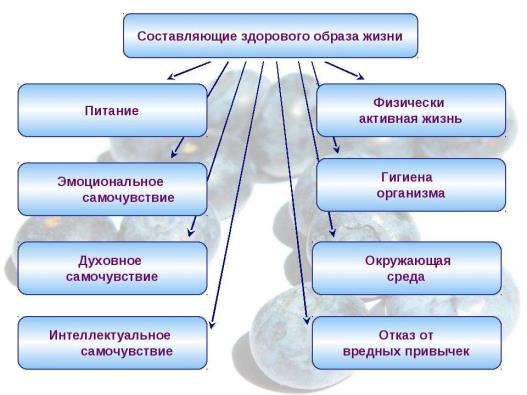 Составляющие здорового образа жизни
Питание
Эмоциональное
самочувствие
Духовное
самочувствие
Интеллектуальное
самочувствие
Физически
активная жизнь
Гигиена
организма
Окружающая
среда
Отказ от
вредных привычек